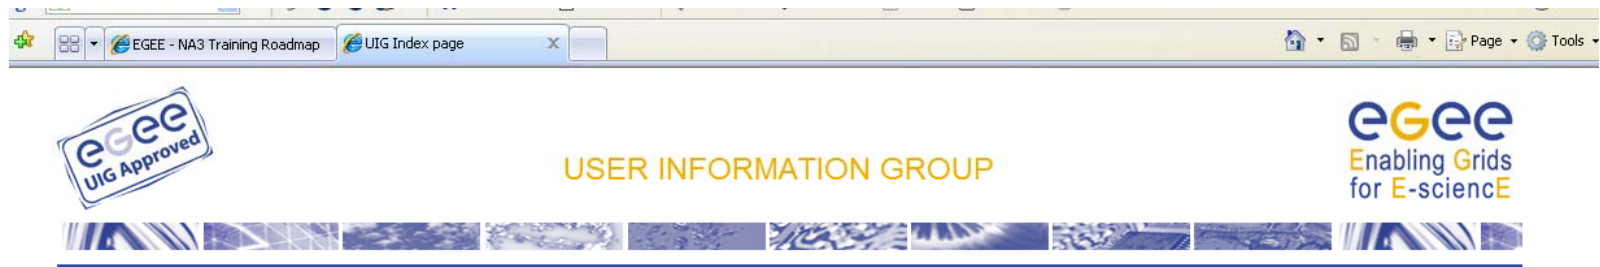 EGEE - NA3 Training Roadmap
UIG Index page
Page
Tools
eGee
UIG Approved
USER INFORMATION GROUP
eGee
Enabling Grids
for E-sciencE